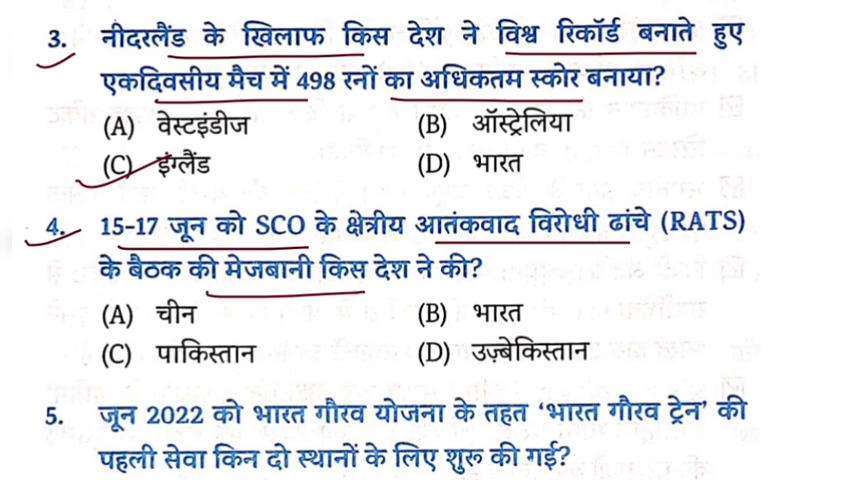 3. नीदरलैंड के खिलाफ किस देश ने विश्व रिकॉर्ड बनाते हुए
एकदिवसीय मैच में 498 रनों का अधिकतम स्कोर बनाया?
(A) वेस्टइंडीज (B) ऑस्ट्रेलिया
(C) इंग्लैंड (D) भारत
4. 15-17 जून को SCO के क्षेत्रीय आतंकवाद विरोधी ढांचे (RATS)
के बैठक की मेजबानी किस देश ने की?
(A) चीन (B) भारत
(C) पाकिस्तान (D) उज़्बेकिस्तान
5. जून 2022 को भारत गौरव योजना के तहत ‘भारत गौरव ट्रेन’ की
पहली सेवा किन दो स्थानों के लिए शुरू की गई?